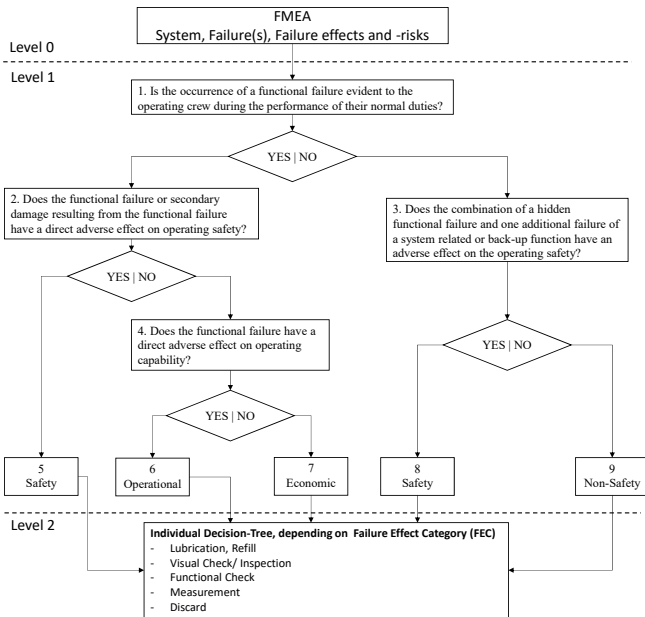 FMEA
System, Failure(s), Failure effects and -risks
Level 0
Level 1
1. Is the occurrence of a functional failure evident to the
operating crew during the performance of their normal duties?
YES | NO
2. Does the functional failure or secondary
damage resulting from the functional failure
have a direct adverse effect on operating safety?
3. Does the combination of a hidden
functional failure and one additional failure of
a system related or back-up function have an
adverse effect on the operating safety?
YES | NO
4. Does the functional failure have a
direct adverse effect on operating
capability?
YES | NO
YES | NO
5
Safety
6
Operational
7
Economic
8
Safety
9
Non-Safety
Level 2
Individual Decision-Tree, depending on Failure Effect Category (FEC)
- Lubrication, Refill
- Visual Check/ Inspection
- Functional Check
- Measurement
- Discard